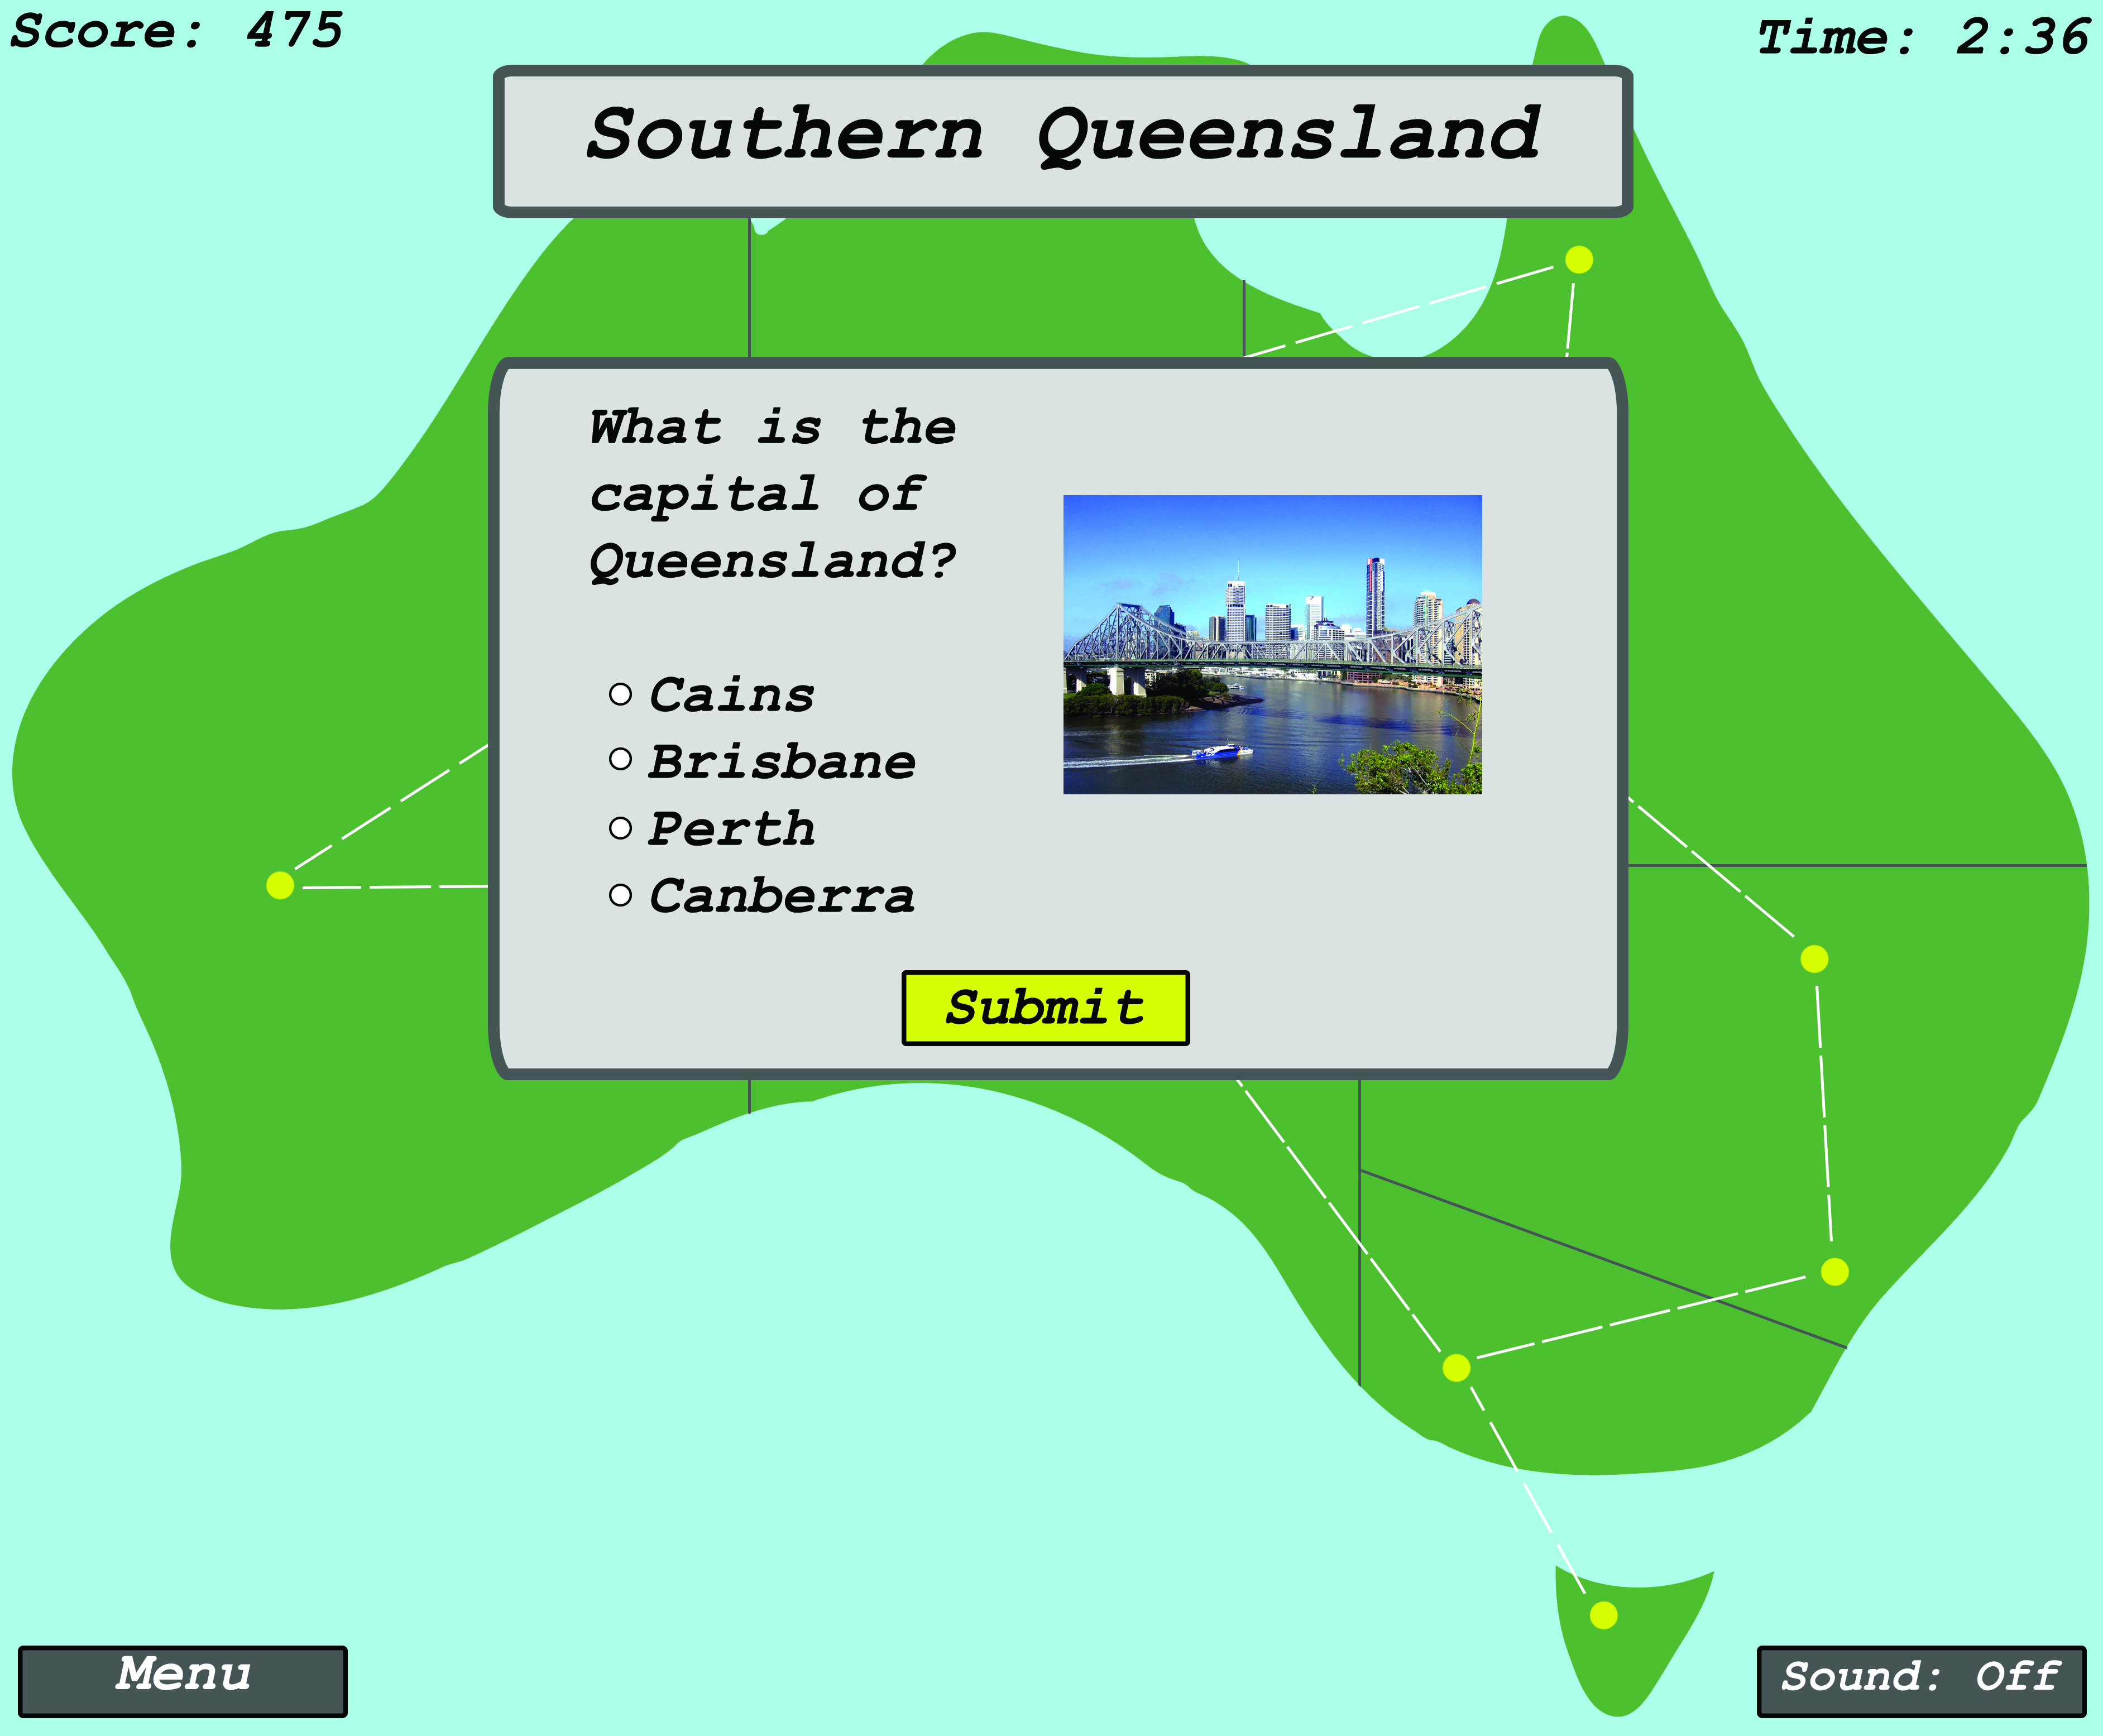 Score: 475
Time: 2:36
Southern Queensland
What is the
capital of
Queensland?
Cains
Brisbane
Perth
Canberra
Submit
Menu
Sound: Off